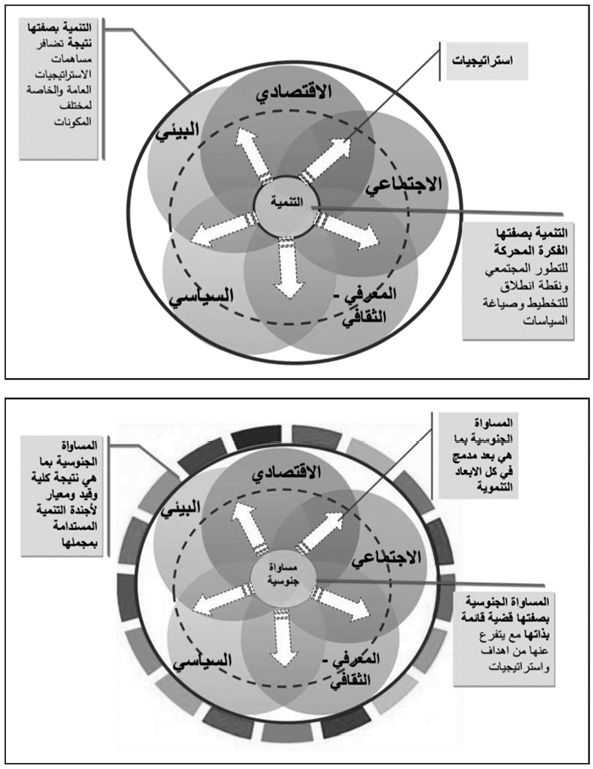 التنمية بصفتها
نتيجة تضافر
مساهمات
الاستراتيجيات
العامة والخاصة
لمختلف
المكونات
استراتيجيات
الاقتصادي
البيئي
الاجتماعي
التنمية
السياسي
المعرفي -
الثقافي
التنمية بصفتها
الفكرة المحركة
للتطور المجتمعي
ونقطة انطلاق
للتخطيط وصياغة
السياسات
المساواة
الجنوسية بما
هي بعد مدمج
في كل الابعاد
التنموية
المساواة
الجنوسية بما
هي نتيجة كلية
وقيد ومعيار
لأجندة التنمية
المستدامة
بمجملها
الاقتصادي
البيئي
الاجتماعي
مساواة
جنوسية
السياسي
المعرفي -
الثقافي
المساواة الجنوسية
بصفتها قضية قائمة
بذاتها مع يتفرع
عنها من اهداف
واستراتيجيات